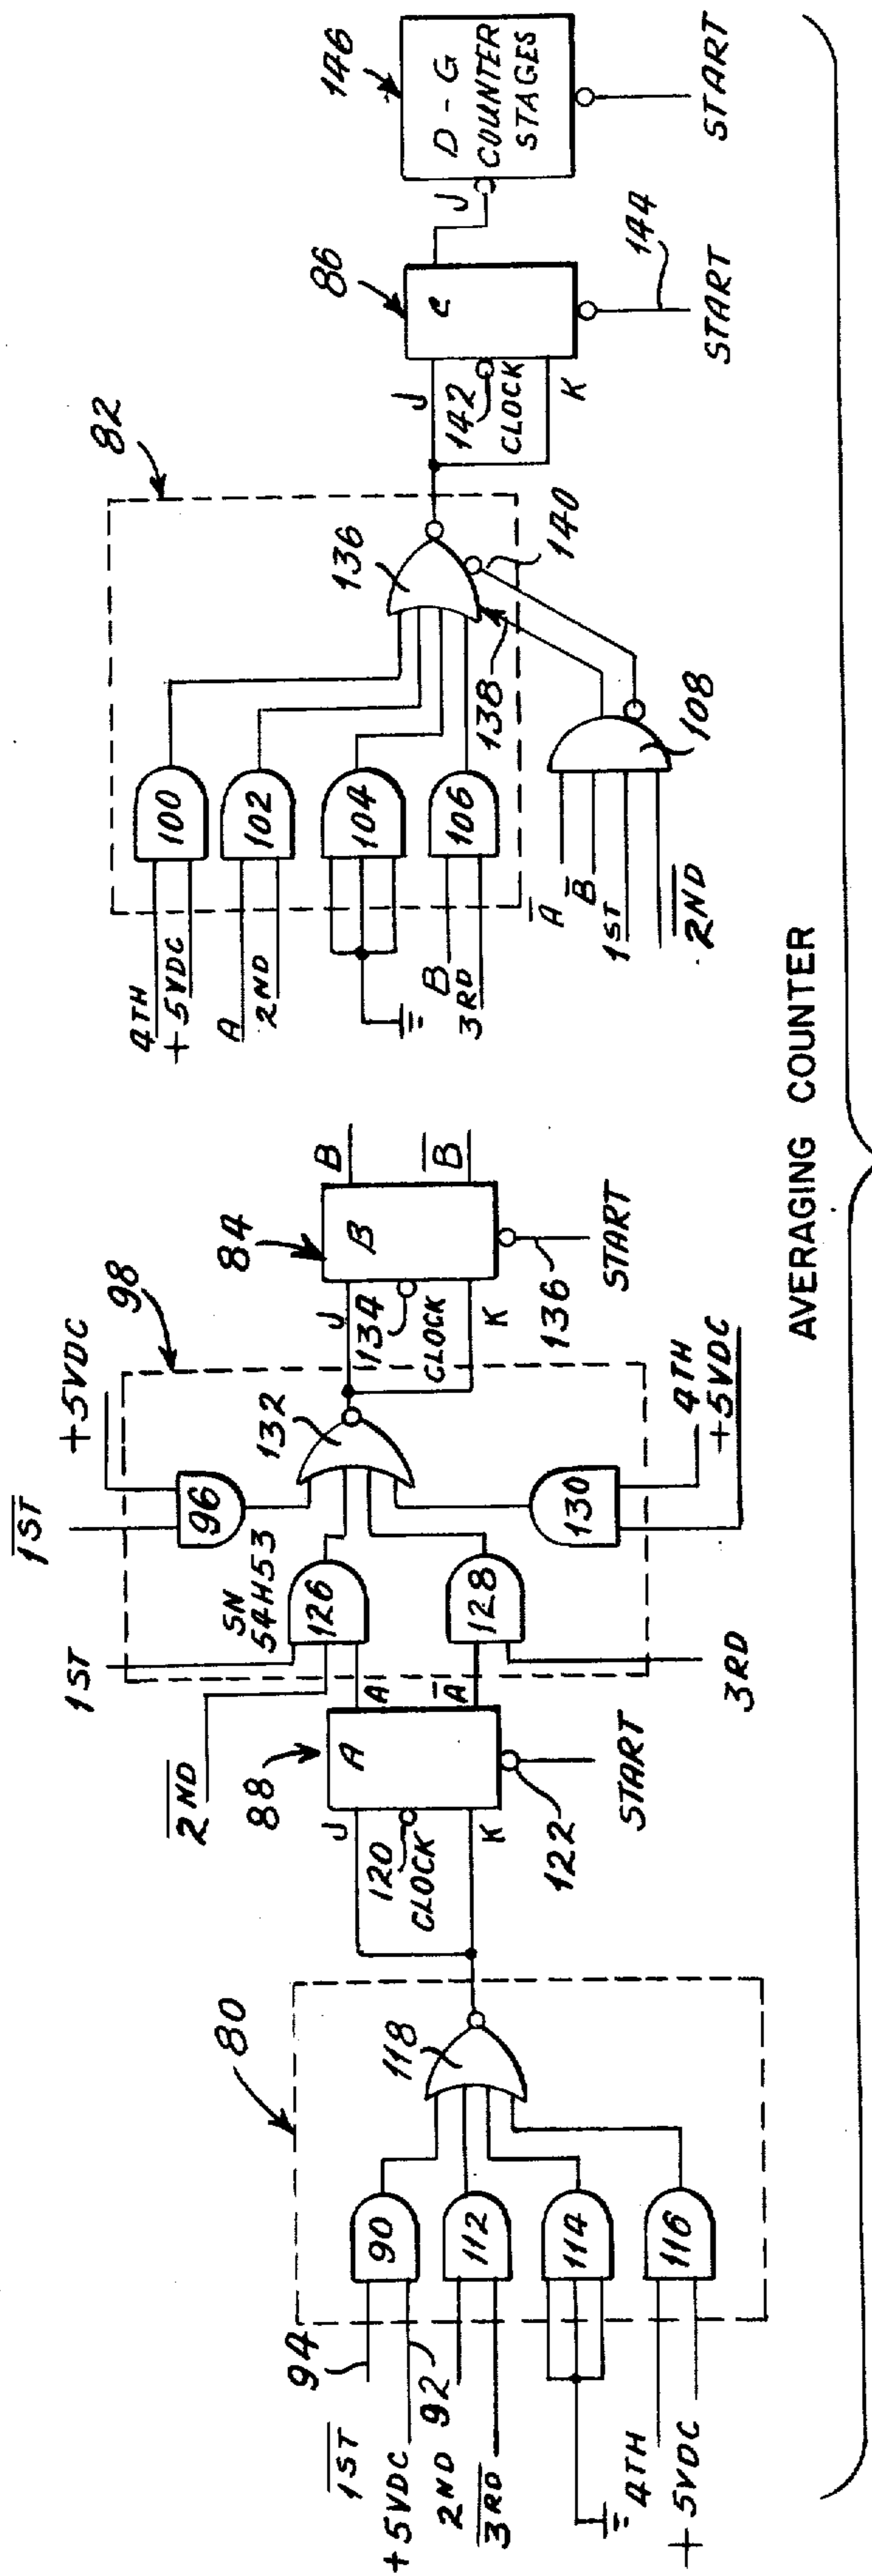 80
94
90
1ST
+5VDC
92
2ND
3RD
112
114
116
4TH
+5VDC
118
88
J
120
CLOCK
K
A
122
START
A
A
2ND
1ST
1ST
+5VDC
98
SN
54H53
96
126
128
130
132
3RD
4TH
+5VDC
84
J
134
CLOCK
K
B
136
START
B
B
82
4TH
+5VDC
A
2ND
B
3RD
100
102
104
106
136
138
140
A
B
1ST
2ND
108
86
J
142
CLOCK
K
C
144
START
146
J
D-G
COUNTER
STAGES
START
AVERAGING COUNTER